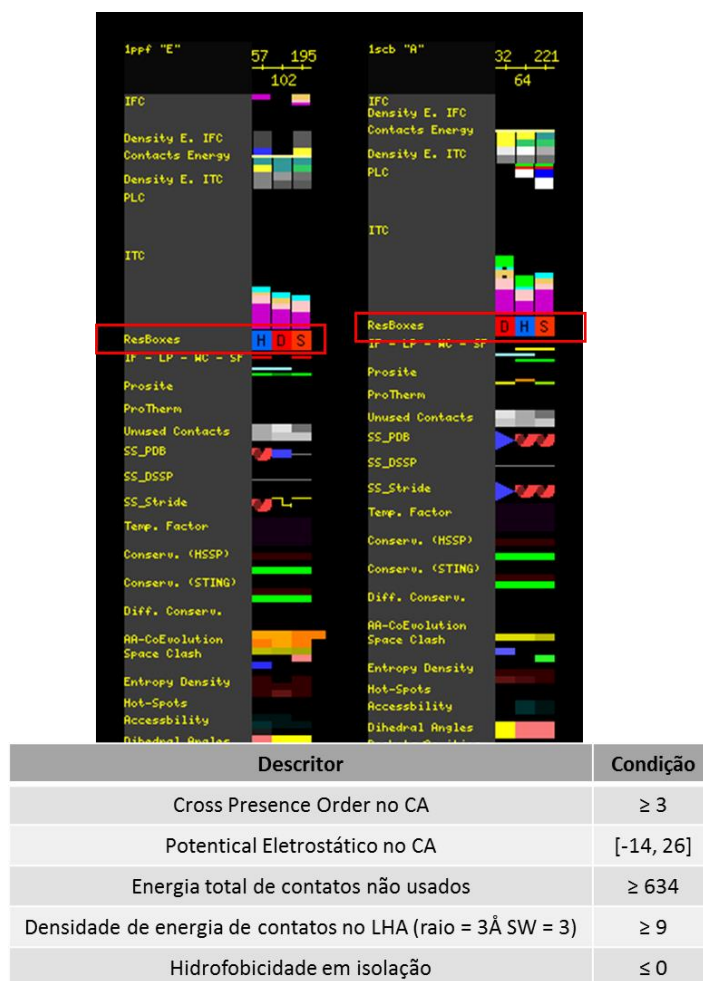 1ppf "E"
57 195
102
IFC
Density E. IFC
Contacts Energy
Density E. ITC
PLC
ITC
ResBoxes
H D S
IF - LP - WC - SF
Prosite
ProTherm
Unused Contacts
SS_PDB
SS_DSSP
SS_Stride
Temp. Factor
Conserv. (HSSP)
Conserv. (STING)
Diff. Conserv.
AA-CoEvolution
Space Clash
Entropy Density
Hot-Spots
Accessbility
Dihedral Angles
1scb "A"
32 221
64
IFC
Density E. IFC
Contacts Energy
Density E. ITC
PLC
ITC
ResBoxes
D H S
IF - LP - WC - SF
Prosite
ProTherm
Unused Contacts
SS_PDB
SS_DSSP
SS_Stride
Temp. Factor
Conserv. (HSSP)
Conserv. (STING)
Diff. Conserv.
AA-CoEvolution
Space Clash
Entropy Density
Hot-Spots
Accessbility
Dihedral Angles
Descritor Condição
Cross Presence Order no CA ≥ 3
Potentical Eletrostático no CA [-14, 26]
Energia total de contatos não usados ≥ 634
Densidade de energia de contatos no LHA (raio = 3Å SW = 3) ≥ 9
Hidrofobicidade em isolação ≤ 0